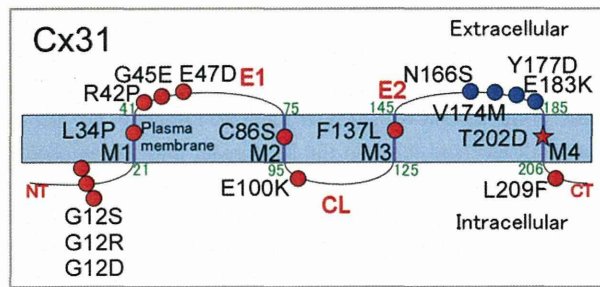 Cx31
Extracellular
G45E E47D E1
R42P
E2 N166S Y177D
E183K
V174M
41 75 145 185
L34P Plasma membrane C86S F137L T202D
M1 M2 M3 M4
21 95 125 206
NT E100K L209F CT
CL
G12S
G12R
G12D
Intracellular